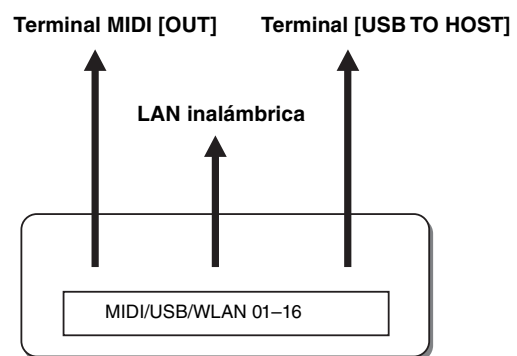 Terminal MIDI [OUT]
Terminal [USB TO HOST]
LAN inalámbrica
MIDI/USB/WLAN 01–16